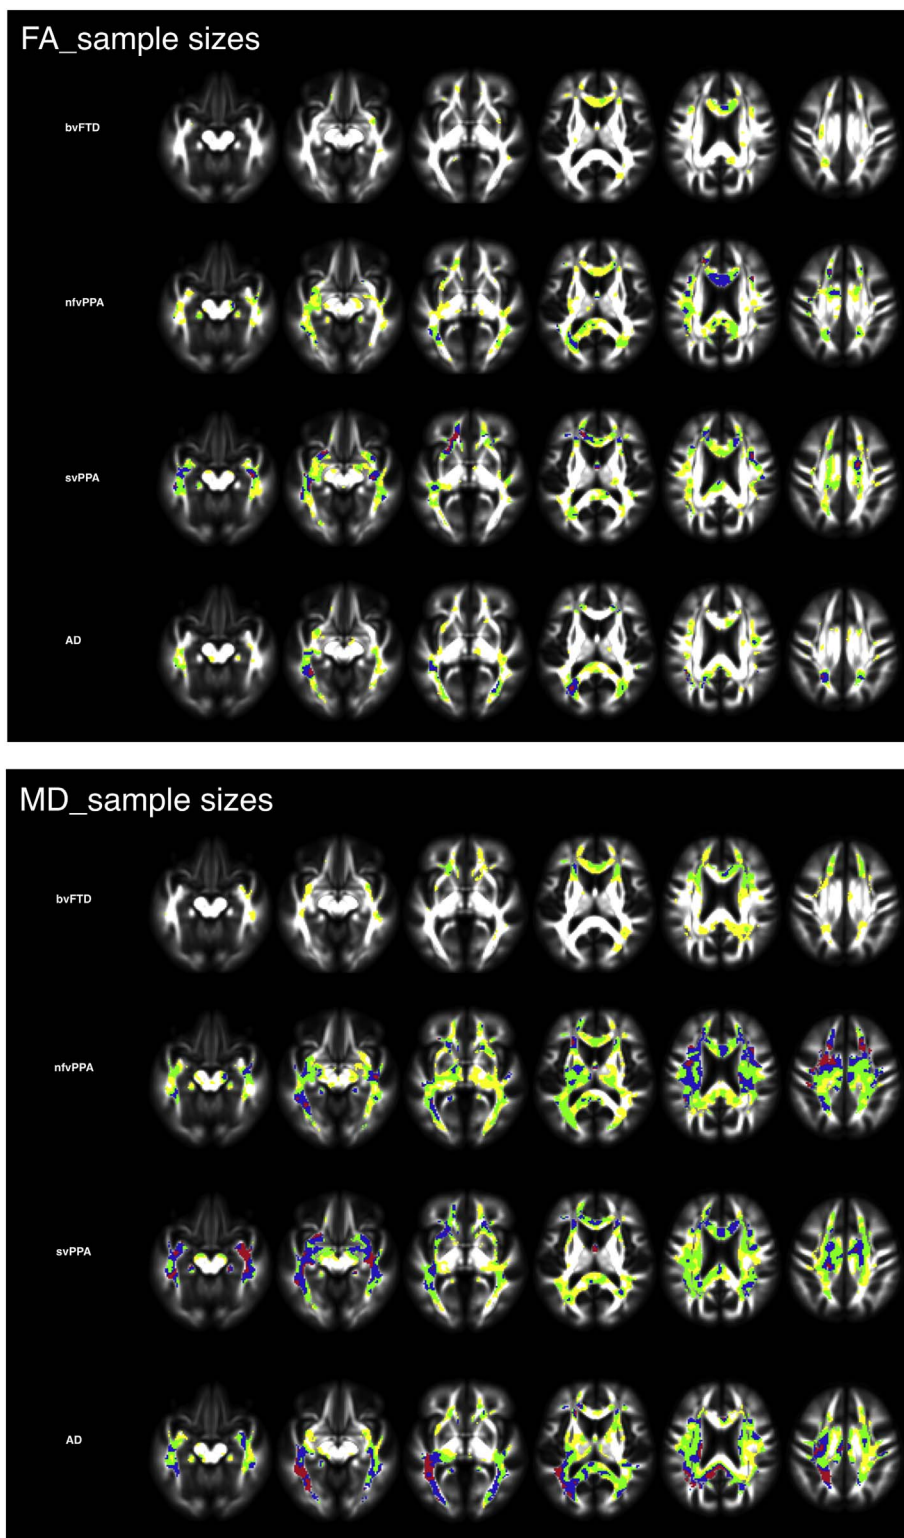 FA_sample sizes
bvFTD
nfvPPA
svPPA
AD
MD_sample sizes
bvFTD
nfvPPA
svPPA
AD